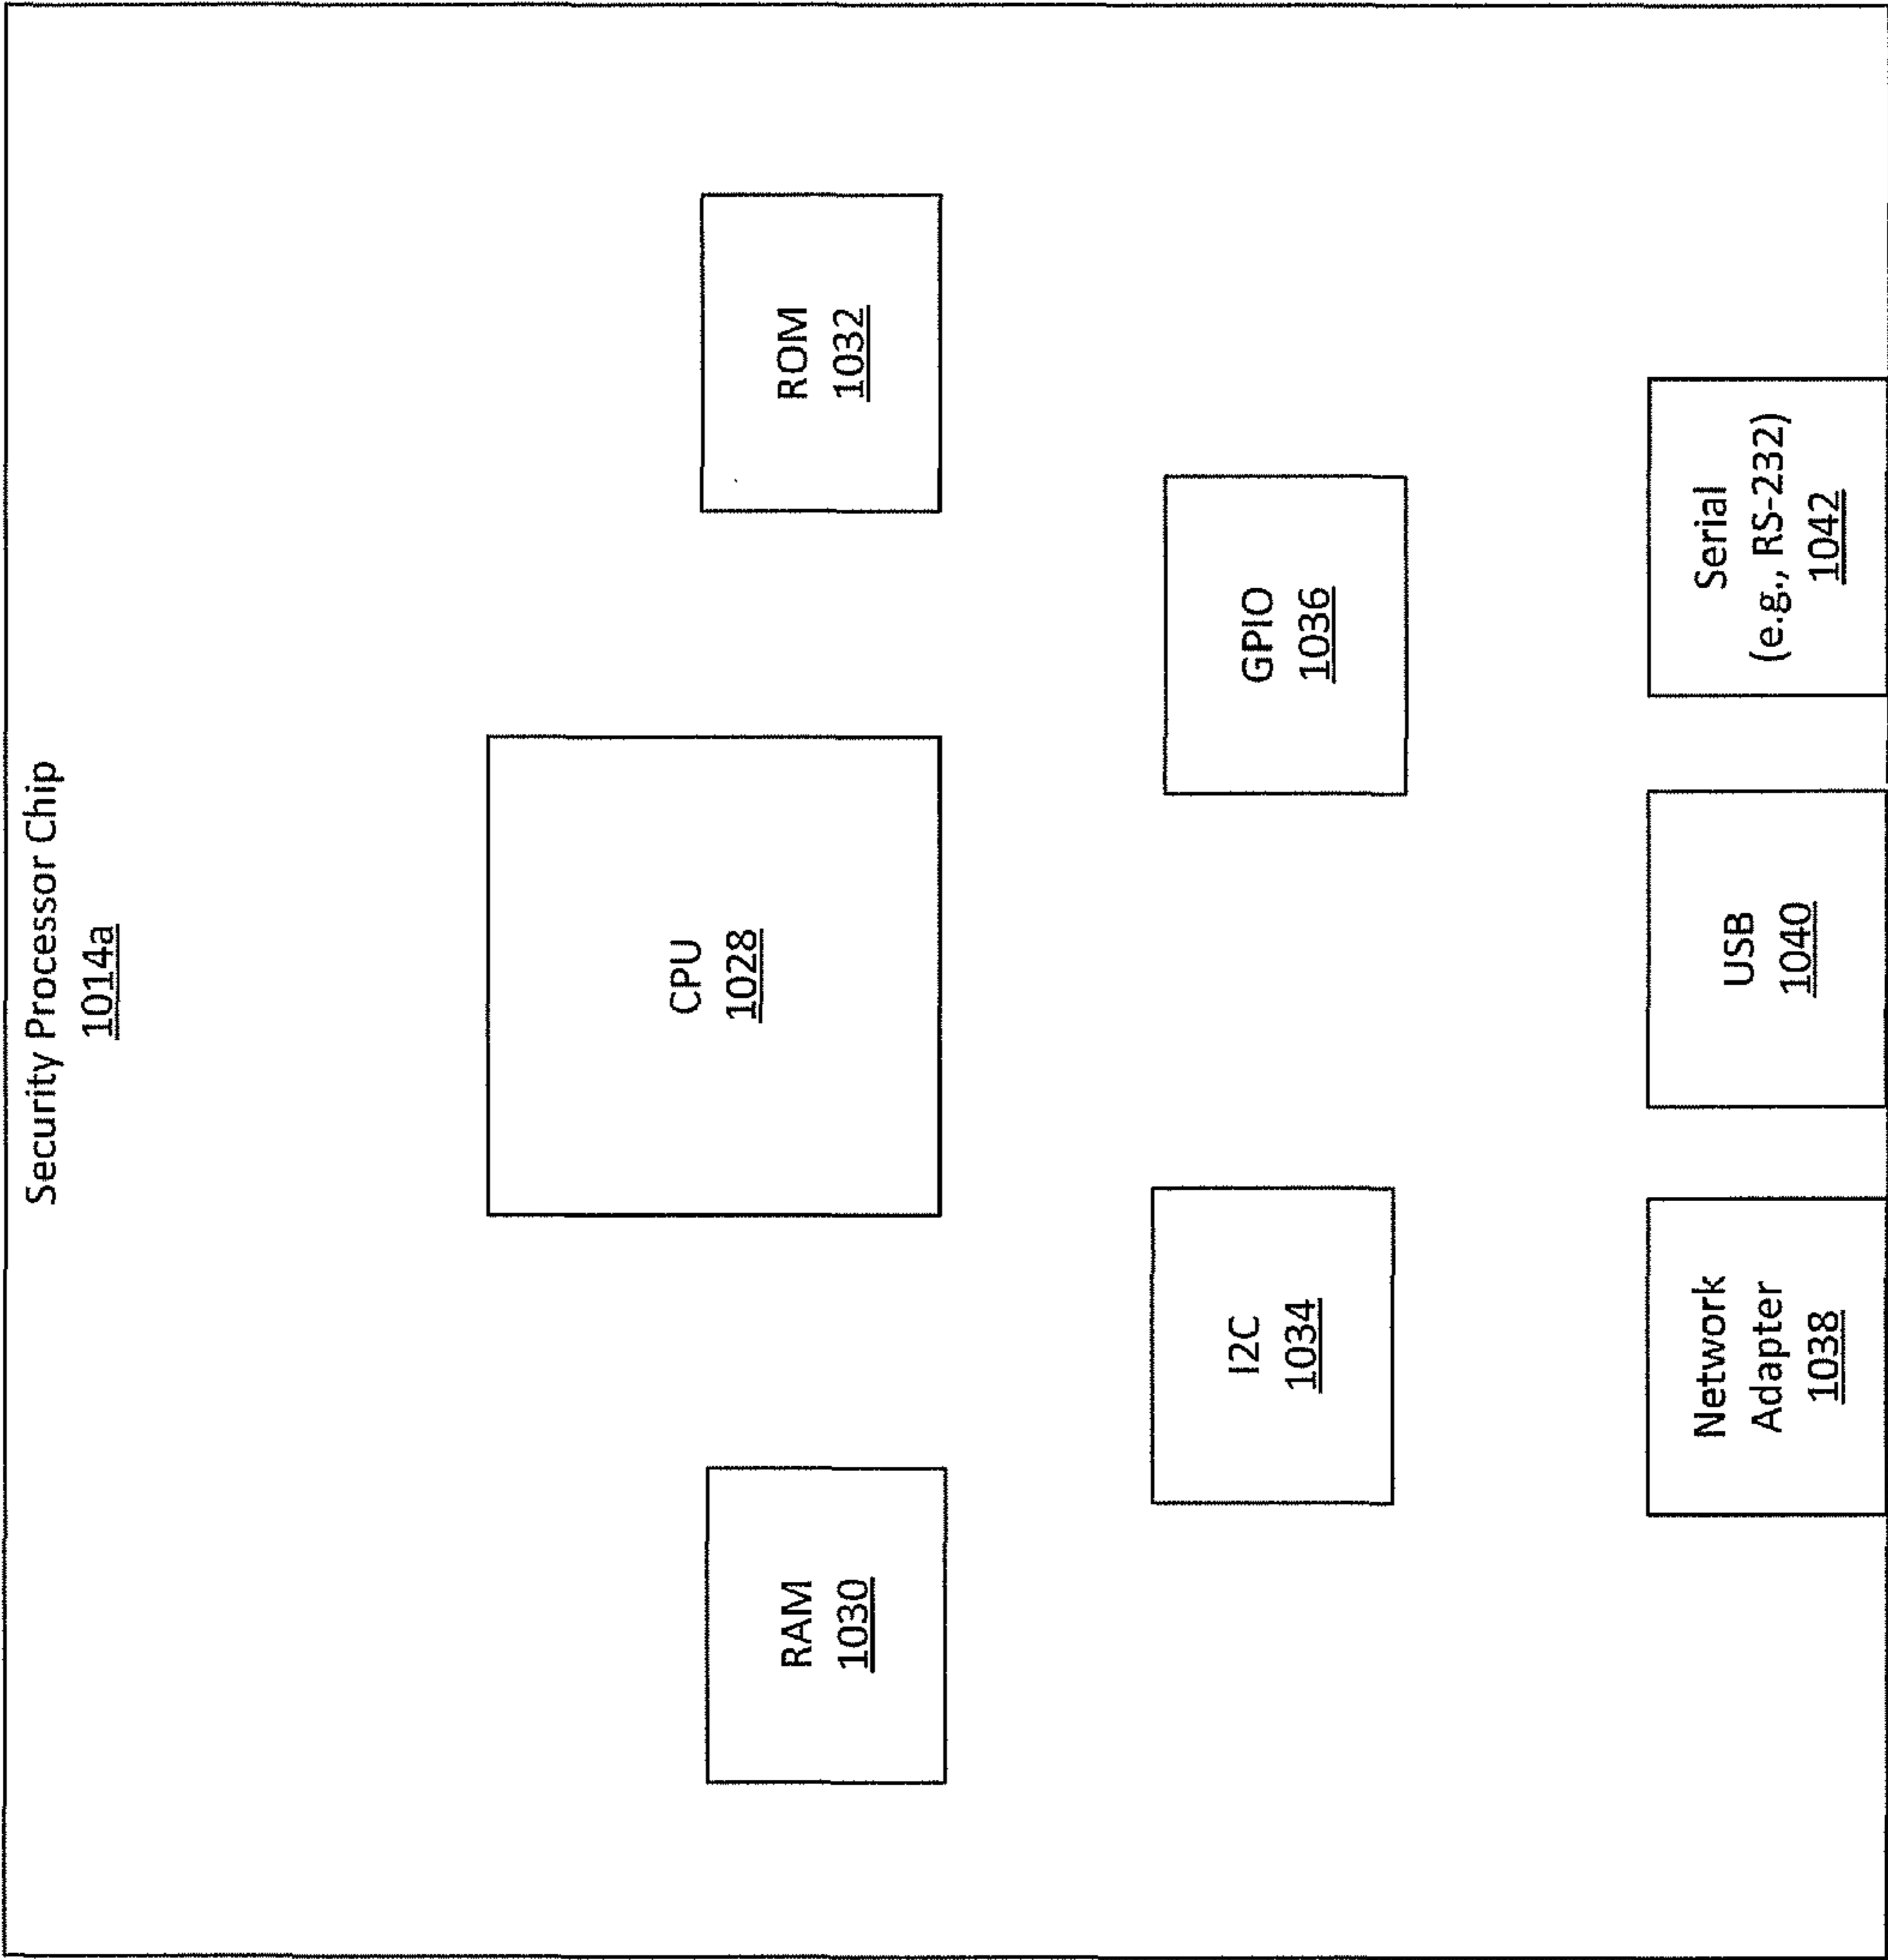 Security Processor Chip
1014a
CPU
1028
RAM
1030
ROM
1032
I2C
1034
GPIO
1036
Network
Adapter
1038
USB
1040
Serial
(e.g., RS-232)
1042